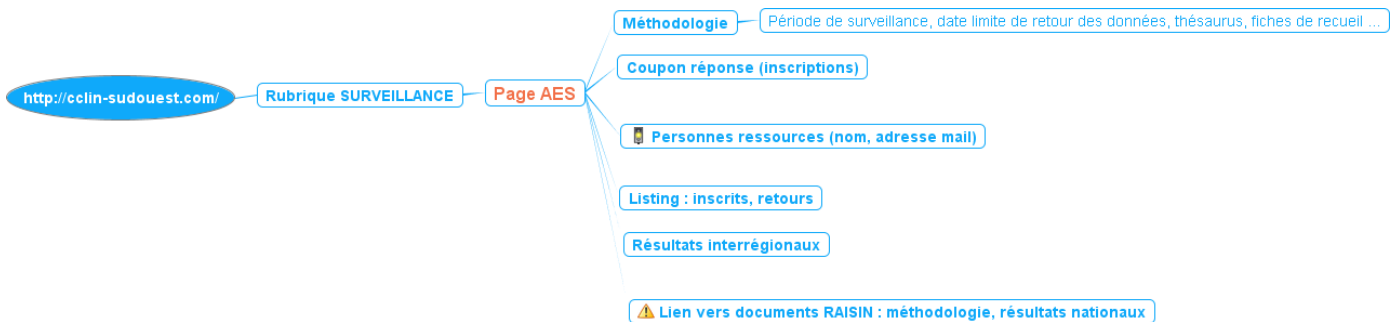 http://cclin-sudouest.com/
Rubrique SURVEILLANCE
Page AES
Méthodologie
Période de surveillance, date limite de retour des données, thésaurus, fiches de recueil ...
Coupon réponse (inscriptions)
Personnes ressources (nom, adresse mail)
Listing : inscrits, retours
Résultats interrégionaux
Lien vers documents RAISIN : méthodologie, résultats nationaux